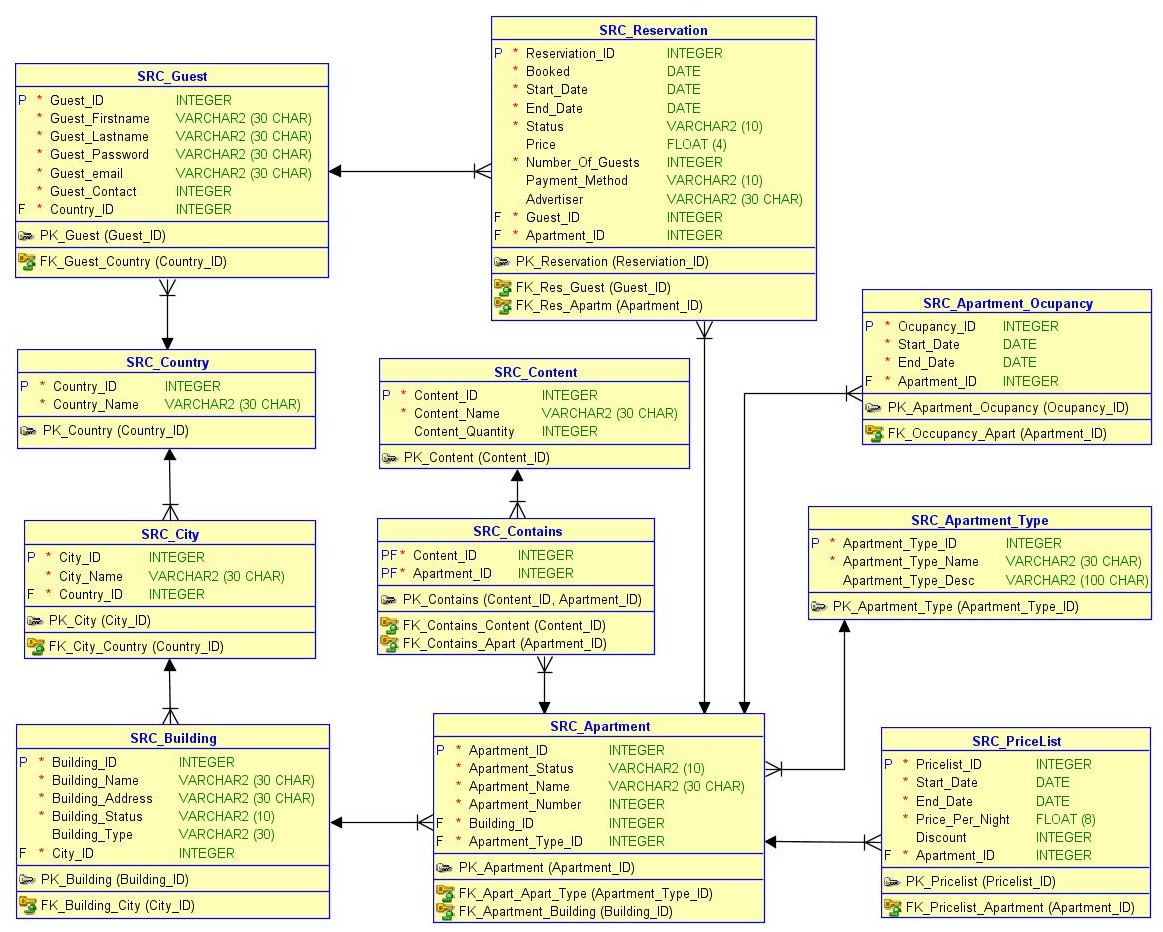 SRC_Reservation
P * Reserviation_ID INTEGER
* Booked DATE
* Start_Date DATE
* End_Date DATE
* Status VARCHAR2 (10)
Price FLOAT (4)
* Number_Of_Guests INTEGER
Payment_Method VARCHAR2 (10)
Advertiser VARCHAR2 (30 CHAR)
F * Guest_ID INTEGER
F * Apartment_ID INTEGER
PK_Reservation (Reserviation_ID)
FK_Res_Guest (Guest_ID)
FK_Res_Apartm (Apartment_ID)
SRC_Guest
P * Guest_ID INTEGER
* Guest_Firstname VARCHAR2 (30 CHAR)
* Guest_Lastname VARCHAR2 (30 CHAR)
* Guest_Password VARCHAR2 (30 CHAR)
* Guest_email VARCHAR2 (30 CHAR)
* Guest_Contact INTEGER
F * Country_ID INTEGER
PK_Guest (Guest_ID)
FK_Guest_Country (Country_ID)
SRC_Apartment_Ocupancy
P * Ocupancy_ID INTEGER
* Start_Date DATE
* End_Date DATE
F * Apartment_ID INTEGER
PK_Apartment_Ocupancy (Ocupancy_ID)
FK_Occupancy_Apart (Apartment_ID)
SRC_Country
P * Country_ID INTEGER
* Country_Name VARCHAR2 (30 CHAR)
PK_Country (Country_ID)
SRC_Content
P * Content_ID INTEGER
* Content_Name VARCHAR2 (30 CHAR)
Content_Quantity INTEGER
PK_Content (Content_ID)
SRC_City
P * City_ID INTEGER
* City_Name VARCHAR2 (30 CHAR)
F * Country_ID INTEGER
PK_City (City_ID)
FK_City_Country (Country_ID)
SRC_Contains
PF* Content_ID INTEGER
PF* Apartment_ID INTEGER
PK_Contains (Content_ID, Apartment_ID)
FK_Contains_Content (Content_ID)
FK_Contains_Apart (Apartment_ID)
SRC_Apartment_Type
P * Apartment_Type_ID INTEGER
* Apartment_Type_Name VARCHAR2 (30 CHAR)
Apartment_Type_Desc VARCHAR2 (100 CHAR)
PK_Apartment_Type (Apartment_Type_ID)
SRC_Building
P * Building_ID INTEGER
* Building_Name VARCHAR2 (30 CHAR)
* Building_Address VARCHAR2 (30 CHAR)
* Building_Status VARCHAR2 (10)
Building_Type VARCHAR2 (30)
F * City_ID INTEGER
PK_Building (Building_ID)
FK_Building_City (City_ID)
SRC_Apartment
P * Apartment_ID INTEGER
* Apartment_Status VARCHAR2 (10)
* Apartment_Name VARCHAR2 (30 CHAR)
* Apartment_Number INTEGER
F * Building_ID INTEGER
F * Apartment_Type_ID INTEGER
PK_Apartment (Apartment_ID)
FK_Apart_Apart_Type (Apartment_Type_ID)
FK_Apartment_Building (Building_ID)
SRC_PriceList
P * Pricelist_ID INTEGER
* Start_Date DATE
* End_Date DATE
* Price_Per_Night FLOAT (8)
Discount INTEGER
F * Apartment_ID INTEGER
PK_Pricelist (Pricelist_ID)
FK_Pricelist_Apartment (Apartment_ID)